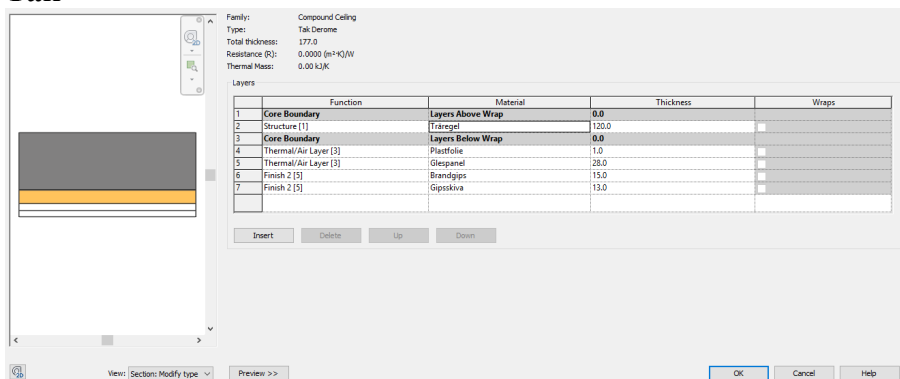 Family: Compound Ceiling
Type: Tak Derome
Total thickness: 177.0
Resistance (R): 0.0000 (m²·K)/W
Thermal Mass: 0.00 kJ/K
Layers
Function Material Thickness Wraps
1 Core Boundary Layers Above Wrap 0.0
2 Structure [1] Träregel 120.0
3 Core Boundary Layers Below Wrap 0.0
4 Thermal/Air Layer [3] Plastfolie 1.0
5 Thermal/Air Layer [3] Glespanel 28.0
6 Finish 2 [5] Brandgips 15.0
7 Finish 2 [5] Gipsskiva 13.0
Insert Delete Up Down
View: Section: Modify type Preview >> OK Cancel Help